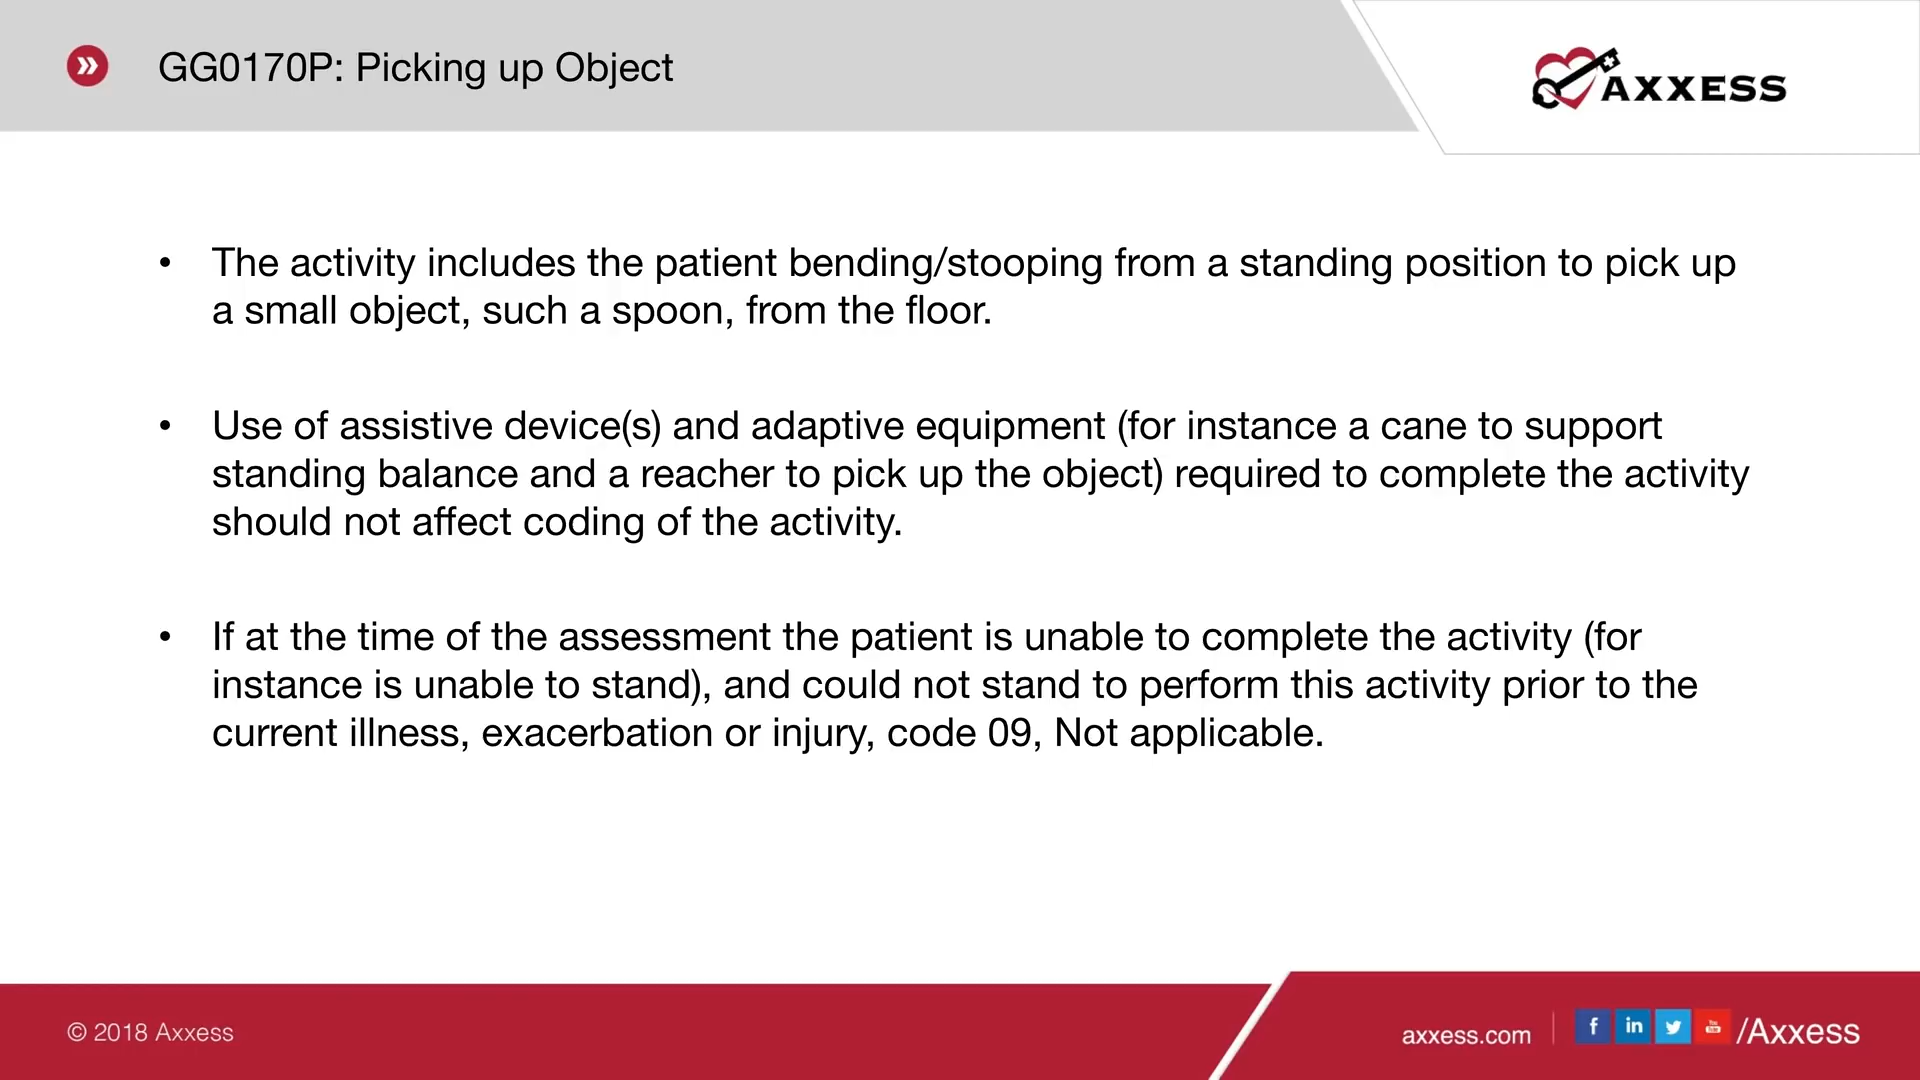 GG0170P: Picking up Object
AXXESS
• The activity includes the patient bending/stooping from a standing position to pick up
a small object, such a spoon, from the floor.
• Use of assistive device(s) and adaptive equipment (for instance a cane to support
standing balance and a reacher to pick up the object) required to complete the activity
should not affect coding of the activity.
• If at the time of the assessment the patient is unable to complete the activity (for
instance is unable to stand), and could not stand to perform this activity prior to the
current illness, exacerbation or injury, code 09, Not applicable.
© 2018 Axxess
axxess.com
/Axxess